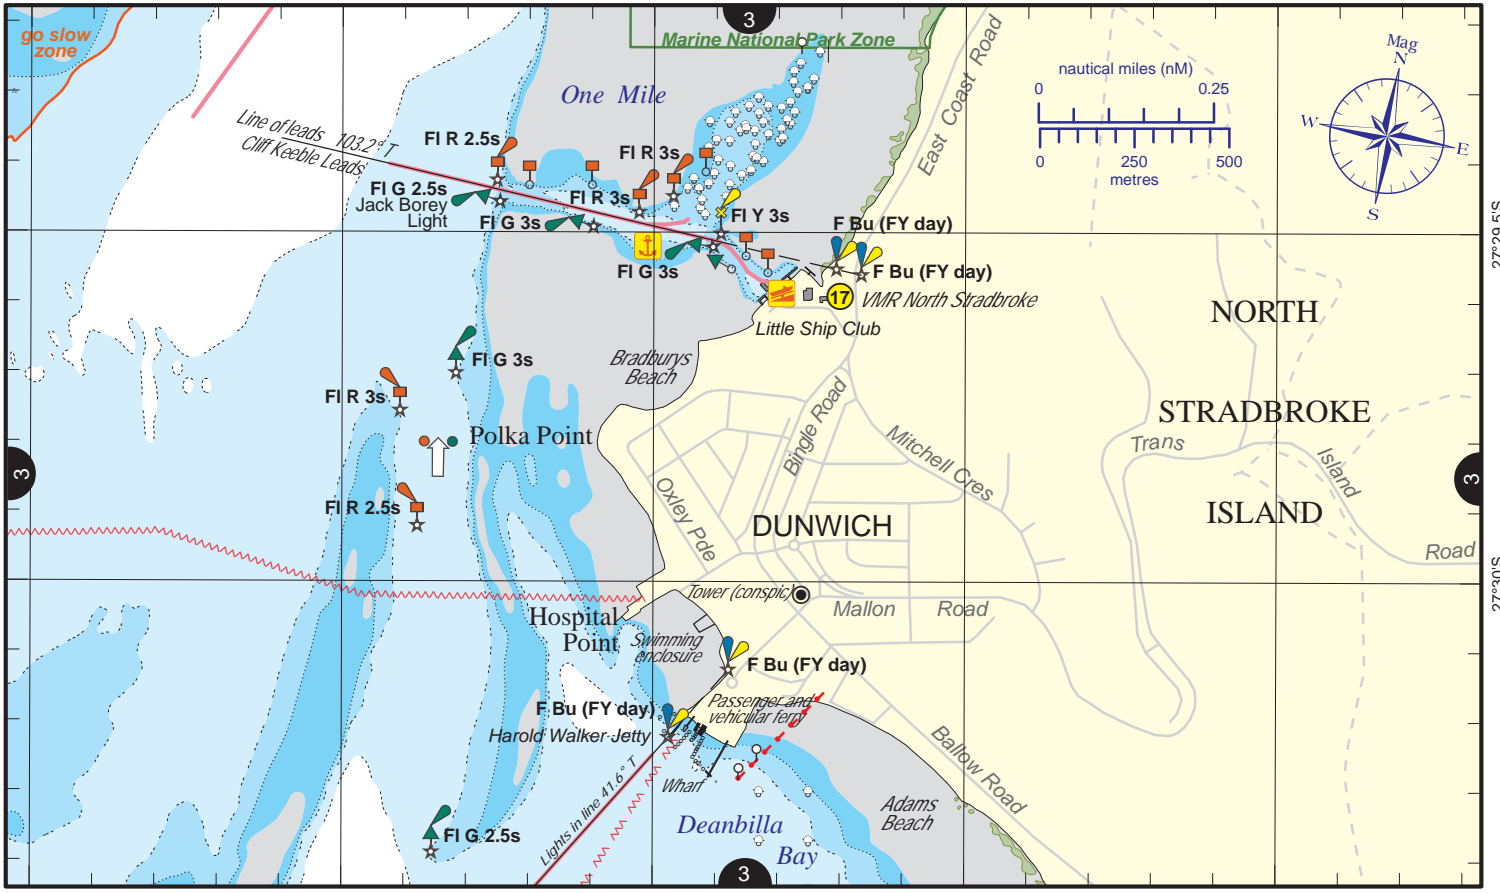 3
go slow
zone
Marine National Park Zone
One Mile
East Coast Road
nautical miles (nM)
0 0.25
0 250 500
metres
Mag
N
W
E
S
Line of leads 103.2° T
Cliff Keeble Leads
Fl R 2.5s
Fl R 3s
Fl G 2.5s
Jack Borey
Light
Fl R 3s
Fl G 3s
Fl Y 3s
F Bu (FY day)
27°29.5'S
Fl G 3s
F Bu (FY day)
17
VMR North Stradbroke
Little Ship Club
NORTH
Bradburys
Beach
Fl G 3s
Fl R 3s
Bingle Road
STRADBROKE
Polka Point
Mitchell Cres
Trans
Island
Road
3
3
Fl R 2.5s
Oxley Pde
DUNWICH
ISLAND
27°30'S
Tower (conspic)
Mallon Road
Hospital
Point
Swimming
enclosure
F Bu (FY day)
Passenger and
vehicular ferry
F Bu (FY day)
Harold Walker Jetty
Ballow Road
Lights in line 41.6° T
Wharf
Adams
Beach
Fl G 2.5s
Deanbilla
Bay
3